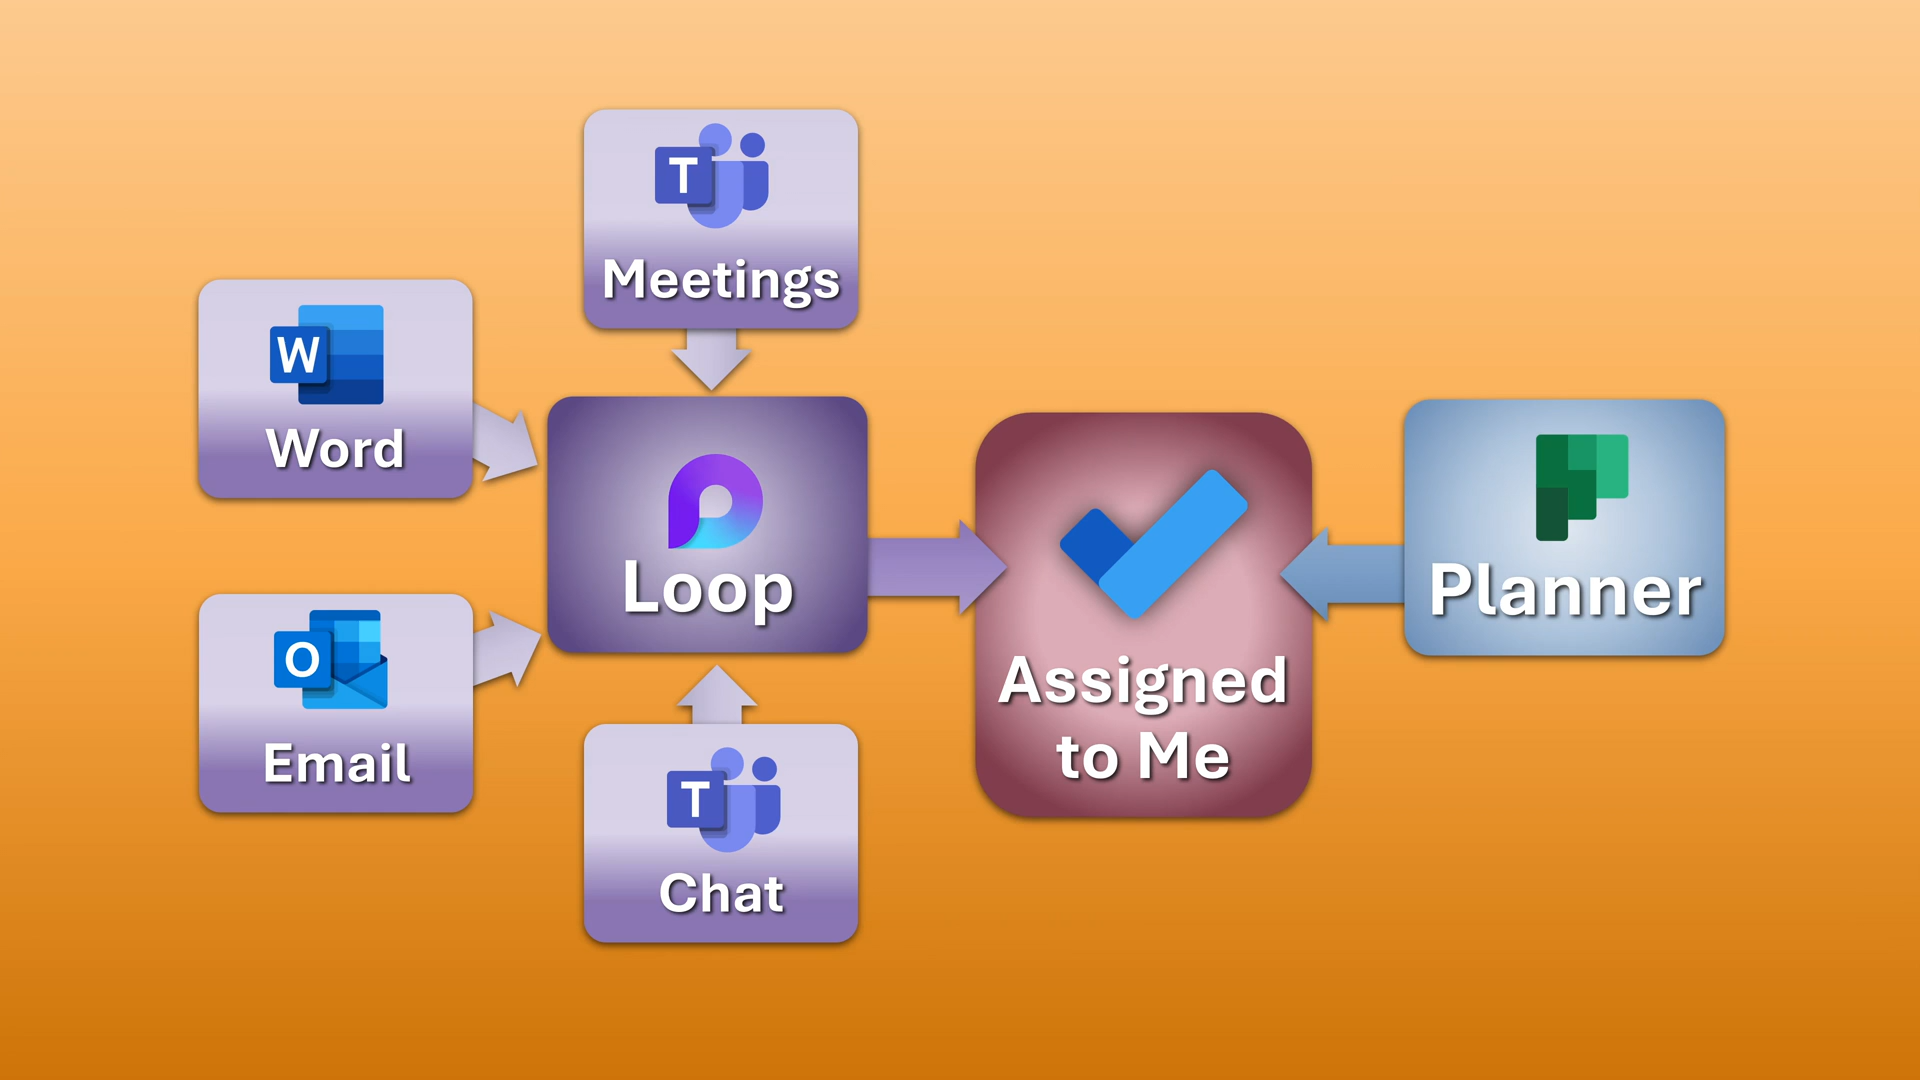 T
Meetings
W
Word
Loop
O
Email
T
Chat
Assigned
to Me
Planner